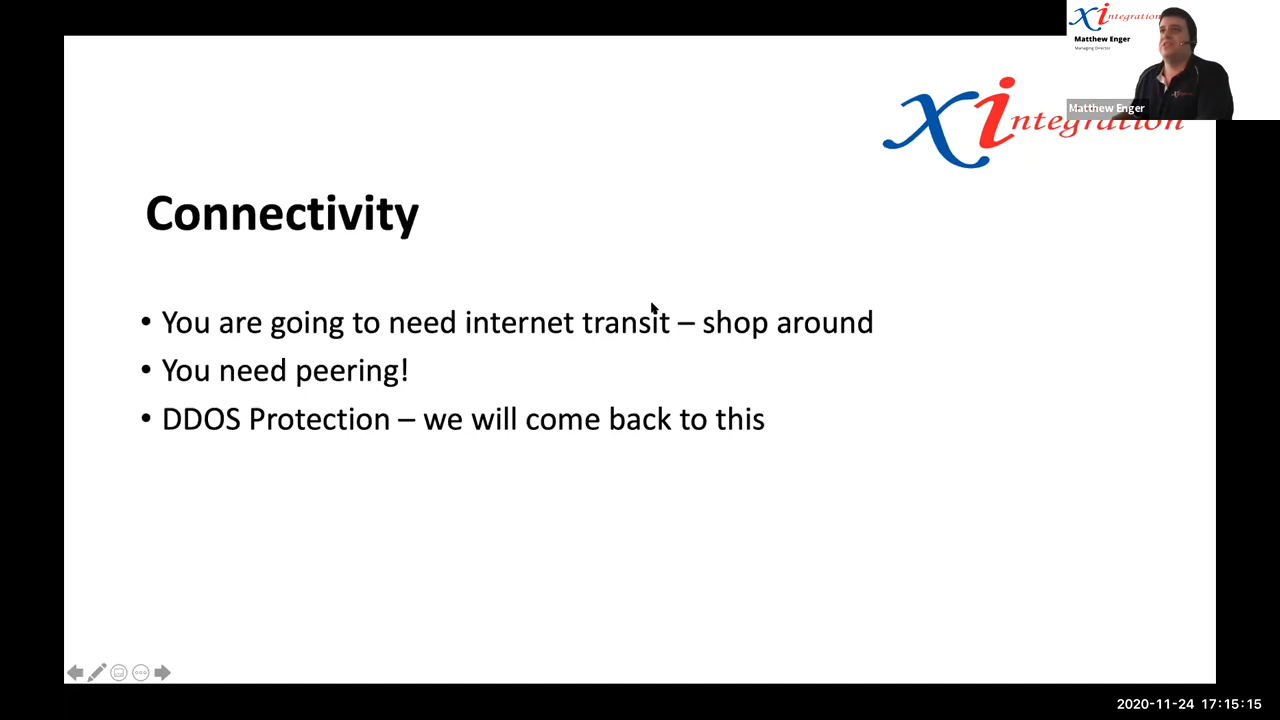 xintegration
Matthew Enger
Managing Director
Matthew Enger
xintegration
Connectivity
• You are going to need internet transit – shop around
• You need peering!
• DDOS Protection – we will come back to this
2020-11-24 17:15:15